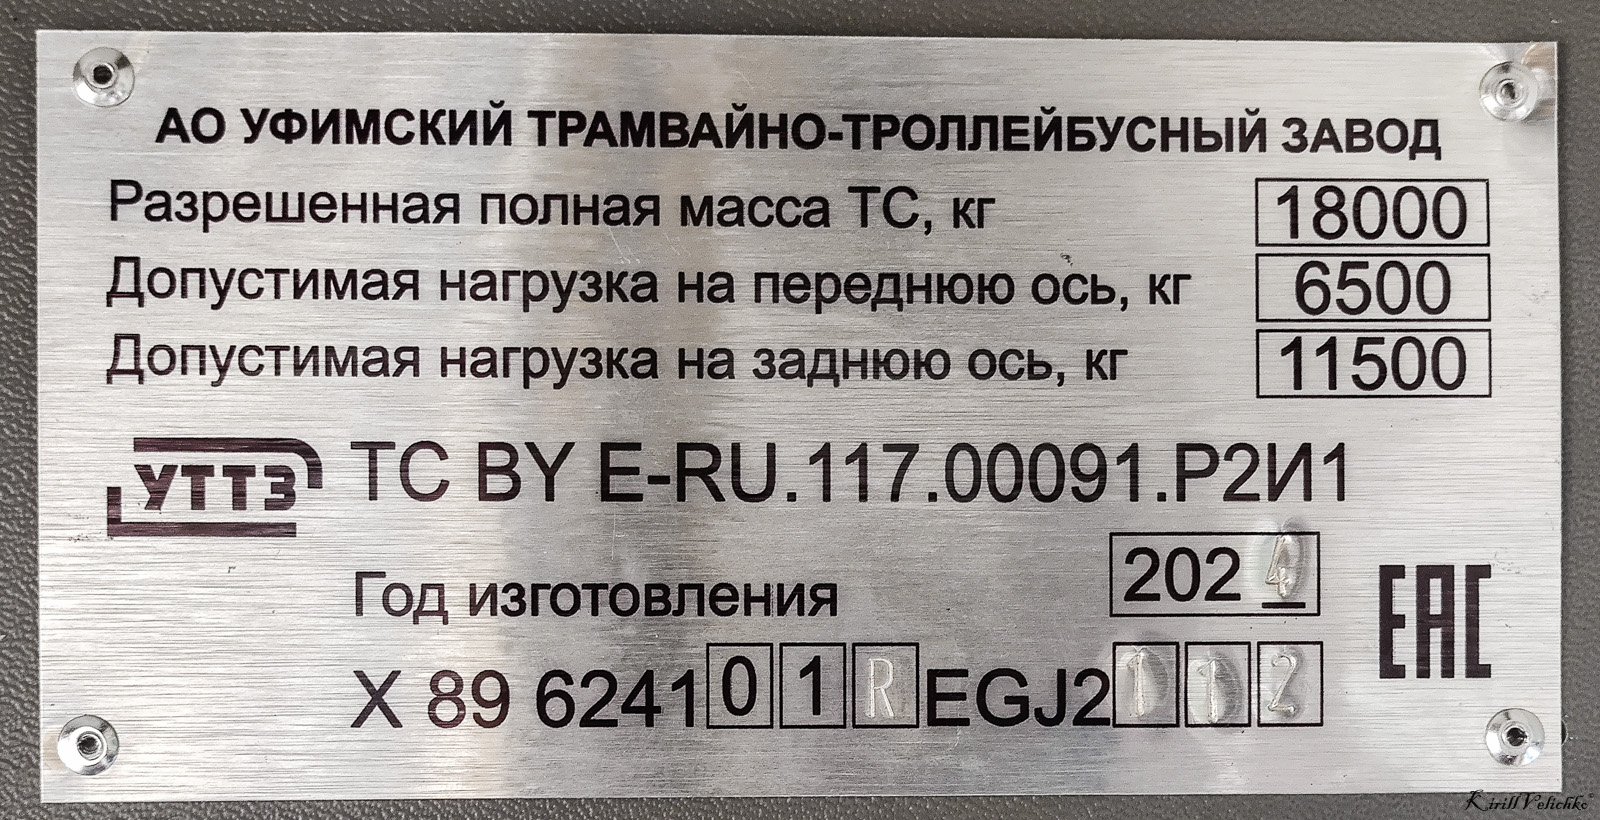 АО УФИМСКИЙ ТРАМВАЙНО-ТРОЛЛЕЙБУСНЫЙ ЗАВОД
Разрешенная полная масса ТС, кг 18000
Допустимая нагрузка на переднюю ось, кг 6500
Допустимая нагрузка на заднюю ось, кг 11500
УТТЗ ТС BY E-RU.117.00091.Р2И1
Год изготовления 2024
EAC
X 89 624101REGJ2112
Kirill Velichko